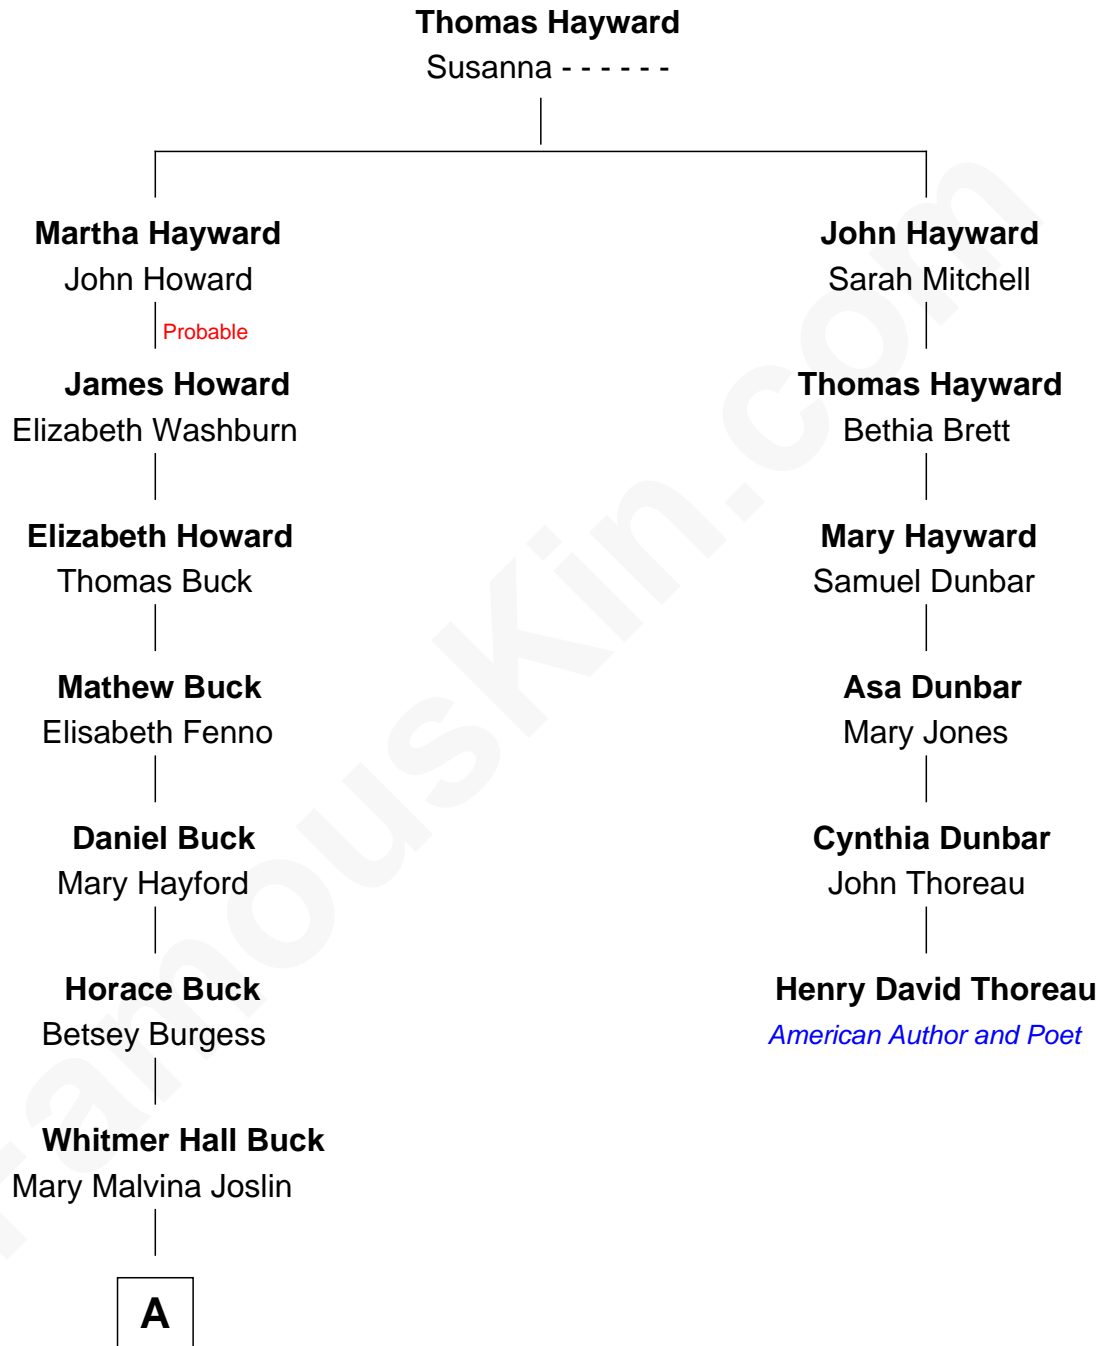 Thomas Hayward
Susanna - - - - - -
Martha Hayward
John Howard
Probable
James Howard
Elizabeth Washburn
Elizabeth Howard
Thomas Buck
Mathew Buck
Elisabeth Fenno
Daniel Buck
Mary Hayford
Horace Buck
Betsey Burgess
Whitmer Hall Buck
Mary Malvina Joslin
A
John Hayward
Sarah Mitchell
Thomas Hayward
Bethia Brett
Mary Hayward
Samuel Dunbar
Asa Dunbar
Mary Jones
Cynthia Dunbar
John Thoreau
Henry David Thoreau
American Author and Poet
FamousKin.com